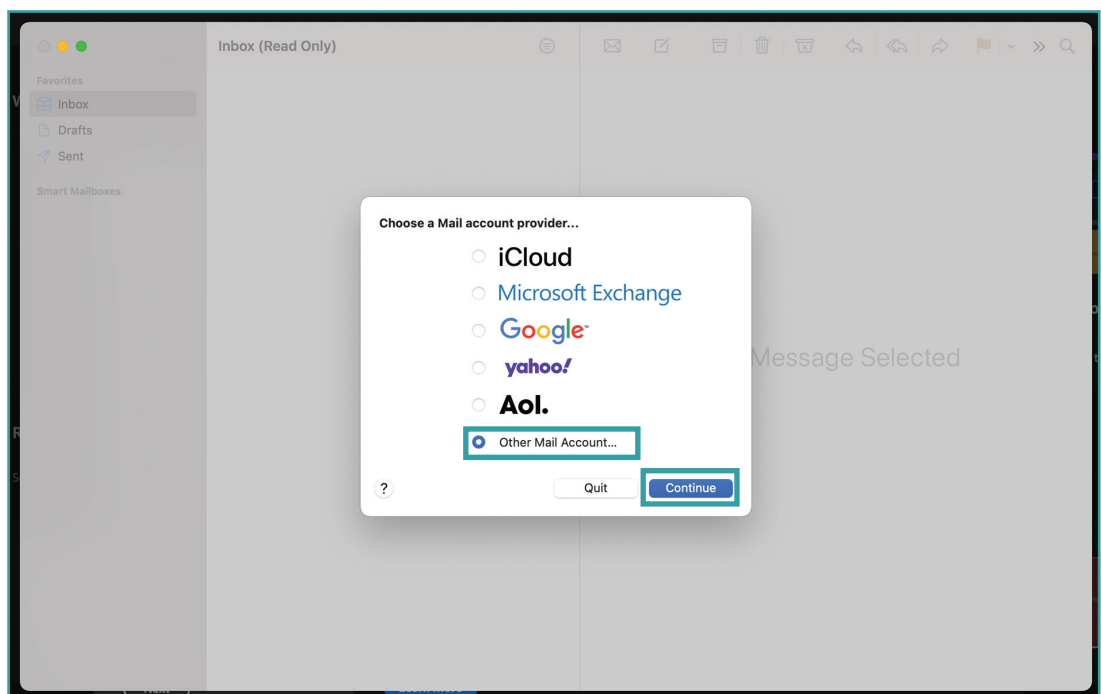 Inbox (Read Only)
Favorites
Inbox
Drafts
Sent
Smart Mailboxes
Choose a Mail account provider...
iCloud
Microsoft Exchange
Google
yahoo!
Aol.
Other Mail Account...
?
Quit
Continue
Message Selected